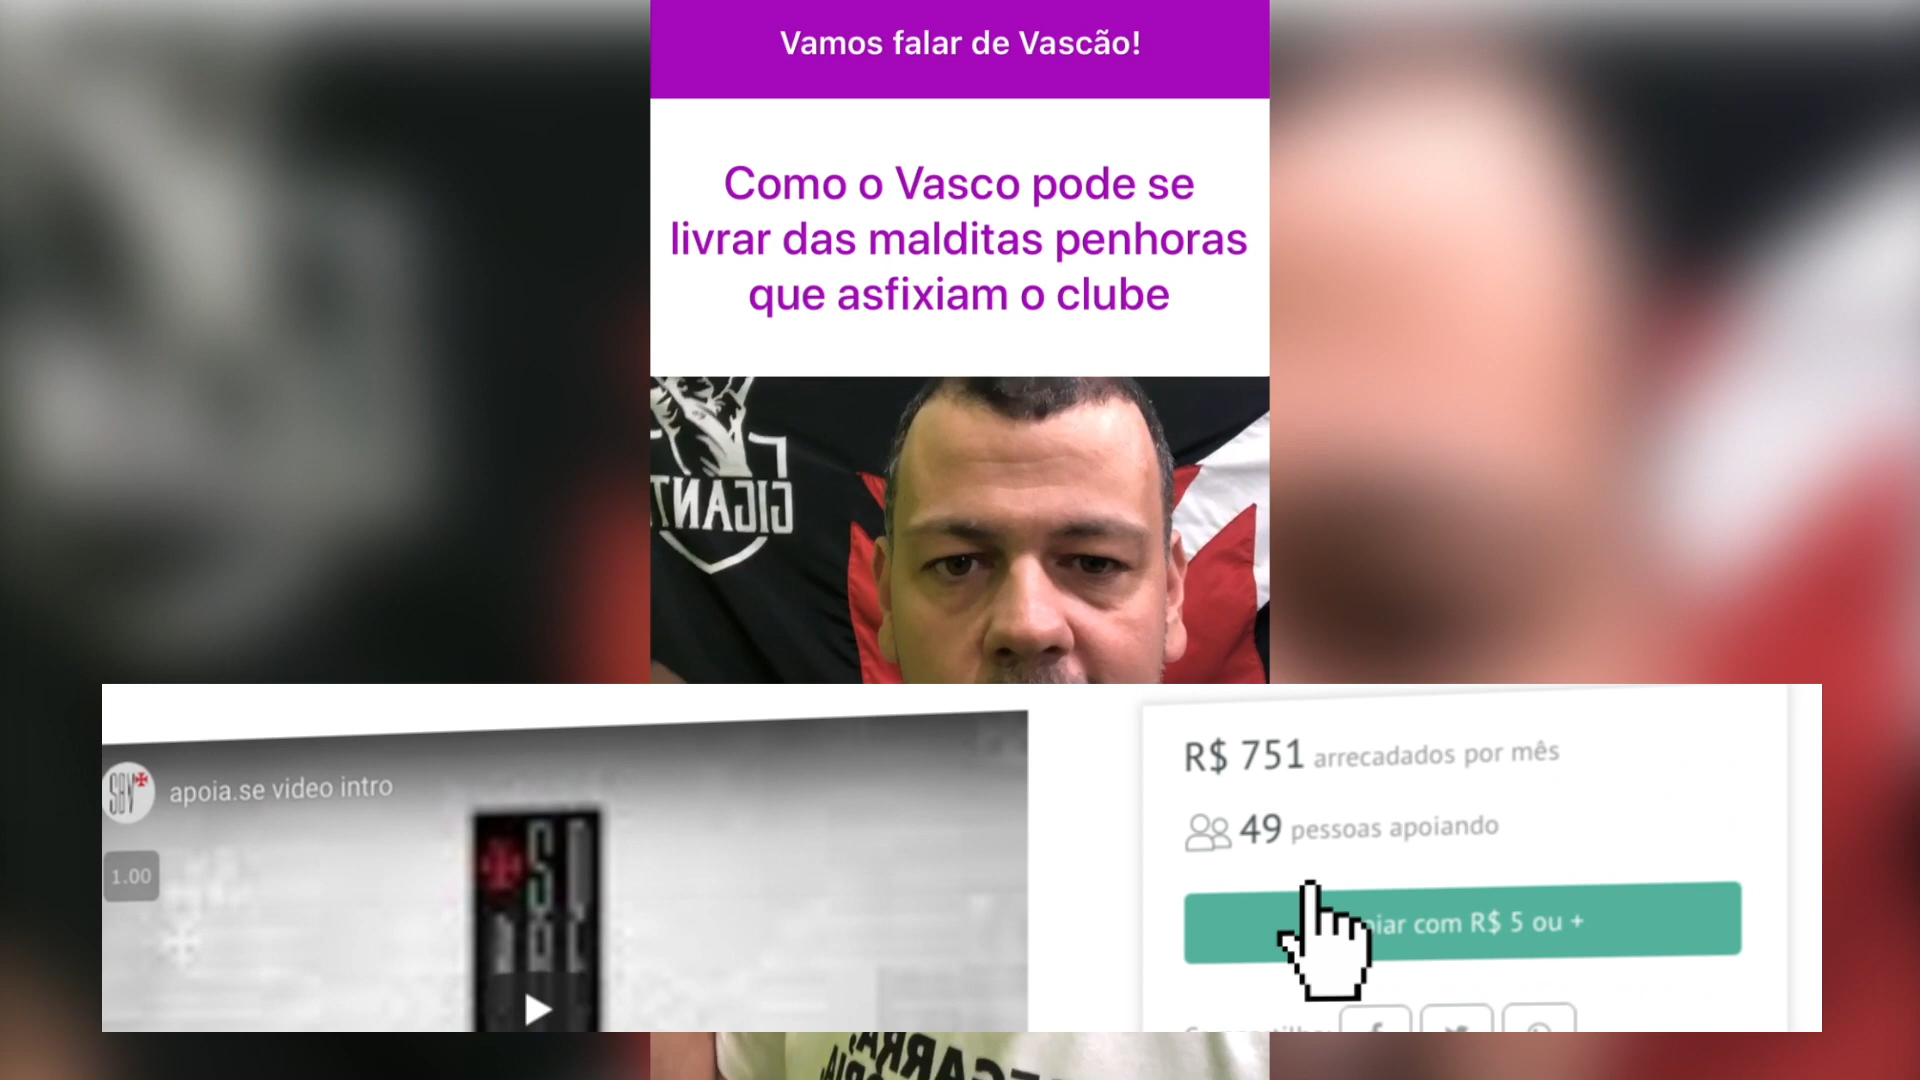 Vamos falar de Vascão!
Como o Vasco pode se
livrar das malditas penhoras
que asfixiam o clube
GIGANT
R$ 751 arrecadados por mês
apoia.se video intro
49 pessoas apoiando
1.00
iar com R$ 5 ou +